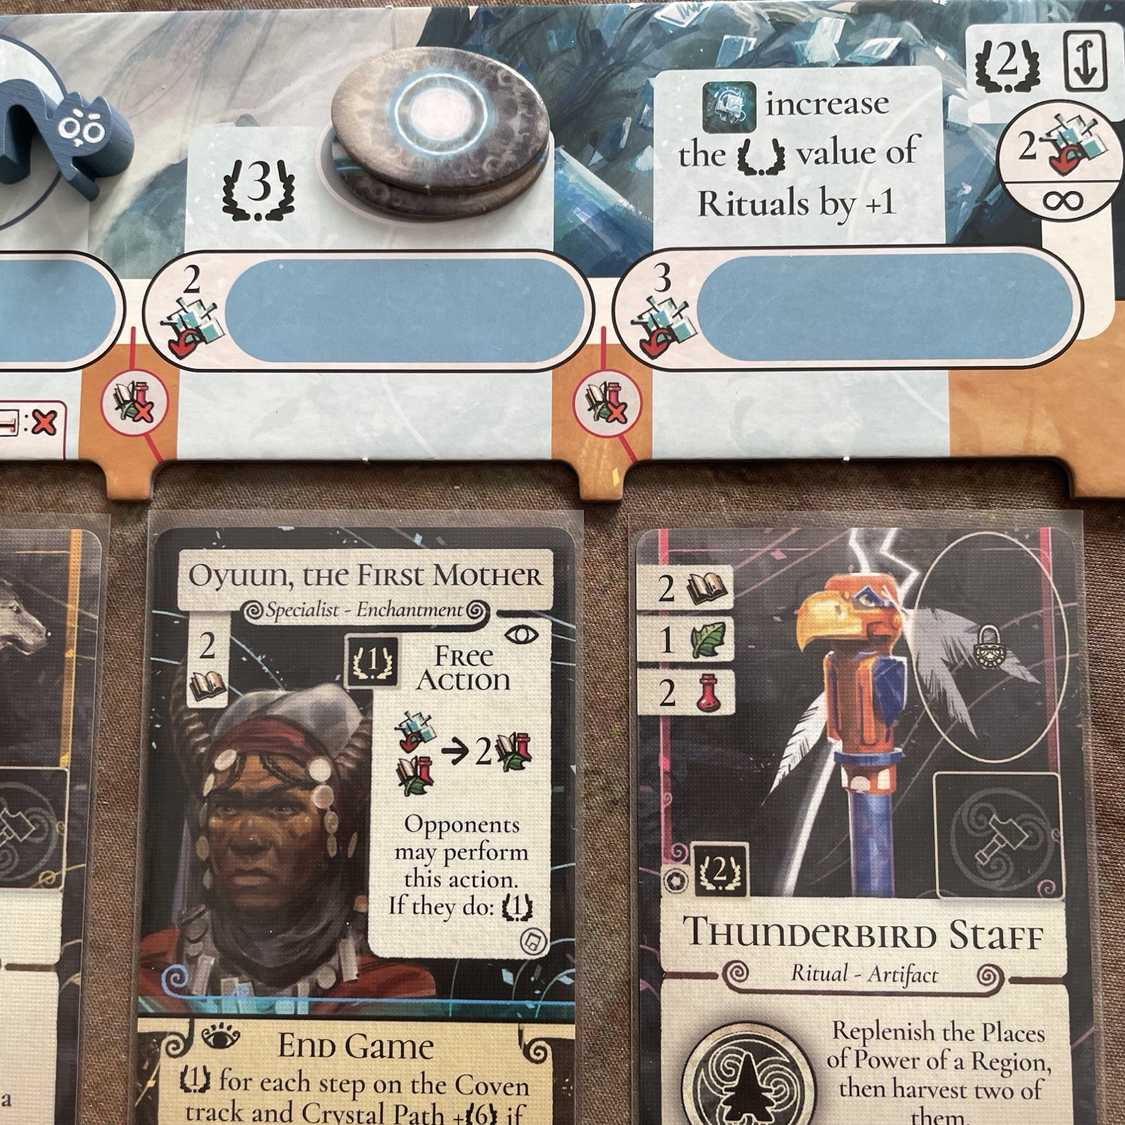 2
increase
the value of
Rituals by +1
2
∞
3
2
3
Oyuun, the First Mother
Specialist - Enchantment
2
1
Free
Action
→ 2
Opponents
may perform
this action.
If they do: 1
End Game
1 for each step on the Coven
track and Crystal Path +6 if
2
1
2
2
Thunderbird Staff
Ritual - Artifact
Replenish the Places
of Power of a Region,
then harvest two of
them.
a